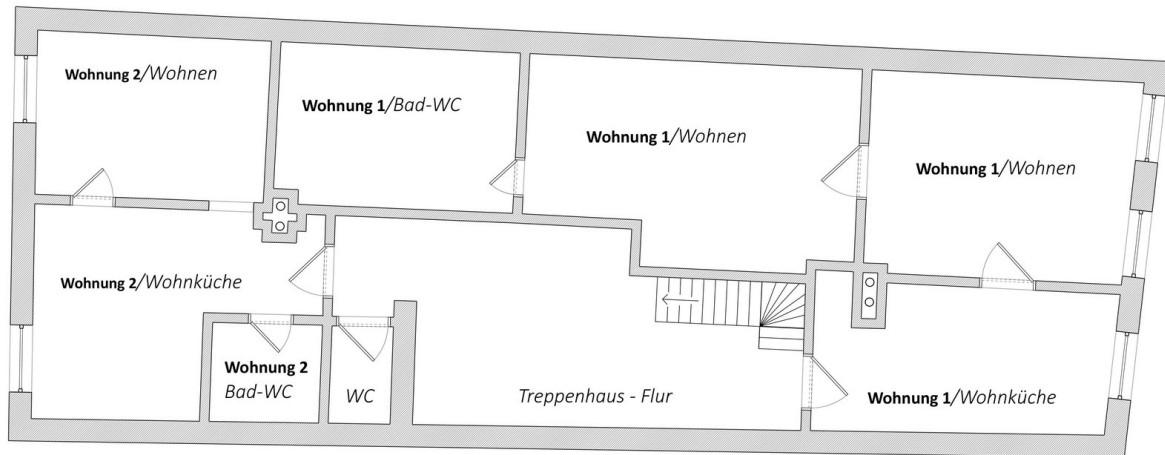 Wohnung 2/Wohnen
Wohnung 1/Bad-WC
Wohnung 1/Wohnen
Wohnung 1/Wohnen
Wohnung 2/Wohnküche
Wohnung 2
Bad-WC
WC
Treppenhaus - Flur
Wohnung 1/Wohnküche